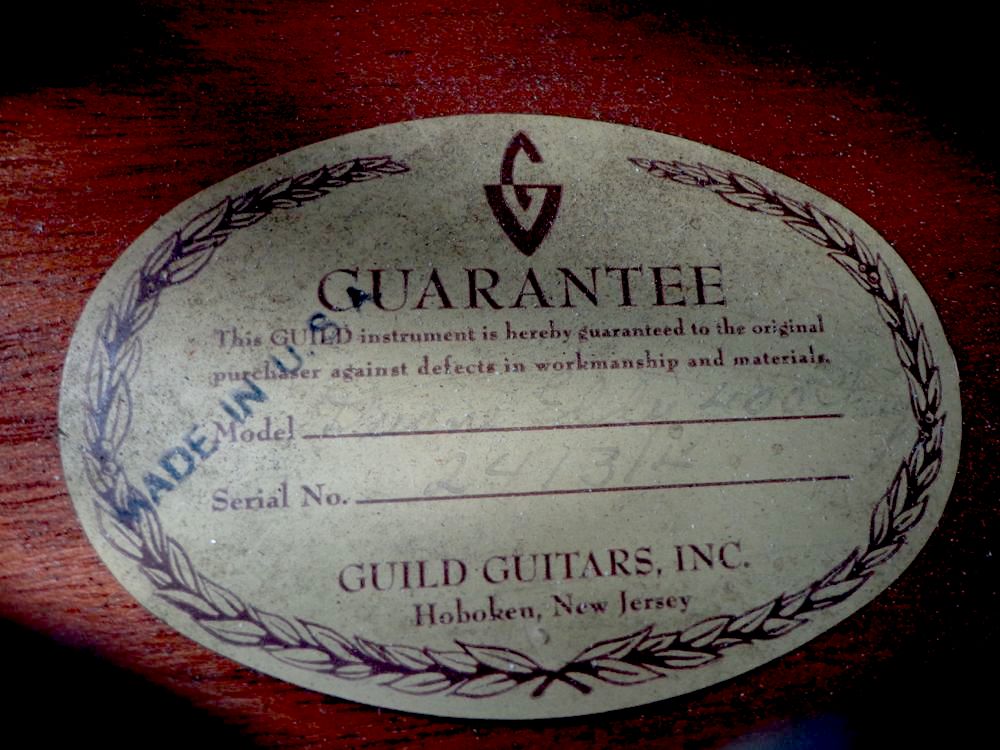 GUARANTEE
This GUILD instrument is hereby guaranteed to the original
purchaser against defects in workmanship and materials.
Model
Serial No. 24132
GUILD GUITARS, INC.
Hoboken, New Jersey
MADE IN U.S.A